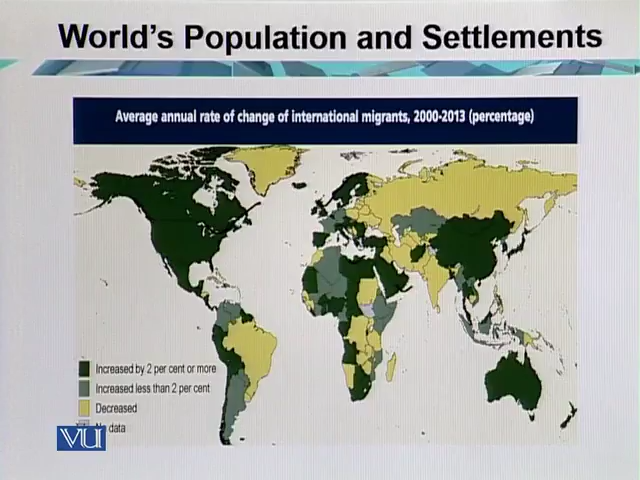 World's Population and Settlements
Average annual rate of change of international migrants, 2000-2013 (percentage)
Increased by 2 per cent or more
Increased less than 2 per cent
Decreased
data
VU